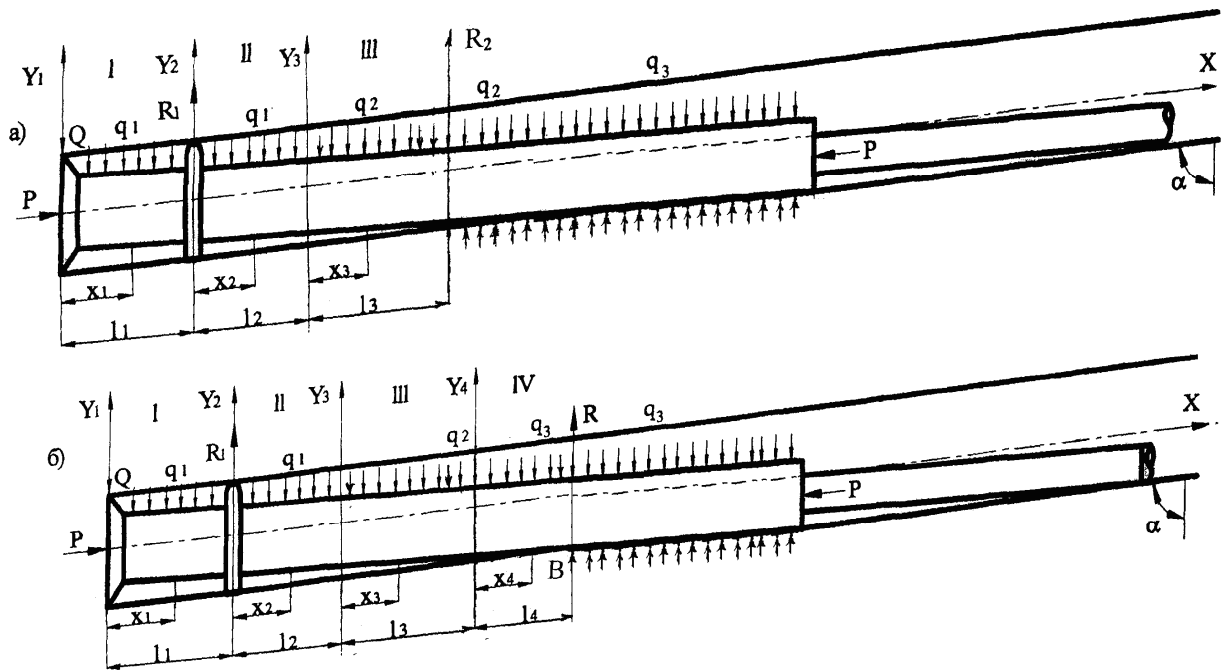 I II III
Y1 Y2 Y3 R2
R1
q1 q1 q2 q2 q3
X
а)
Q
P
P
α
x1 x2 x3
l1 l2 l3
I II III IV
Y1 Y2 Y3 Y4
R
R1
q1 q1 q2 q3 q3
X
б)
Q
P
P
α
B
x1 x2 x3 x4
l1 l2 l3 l4